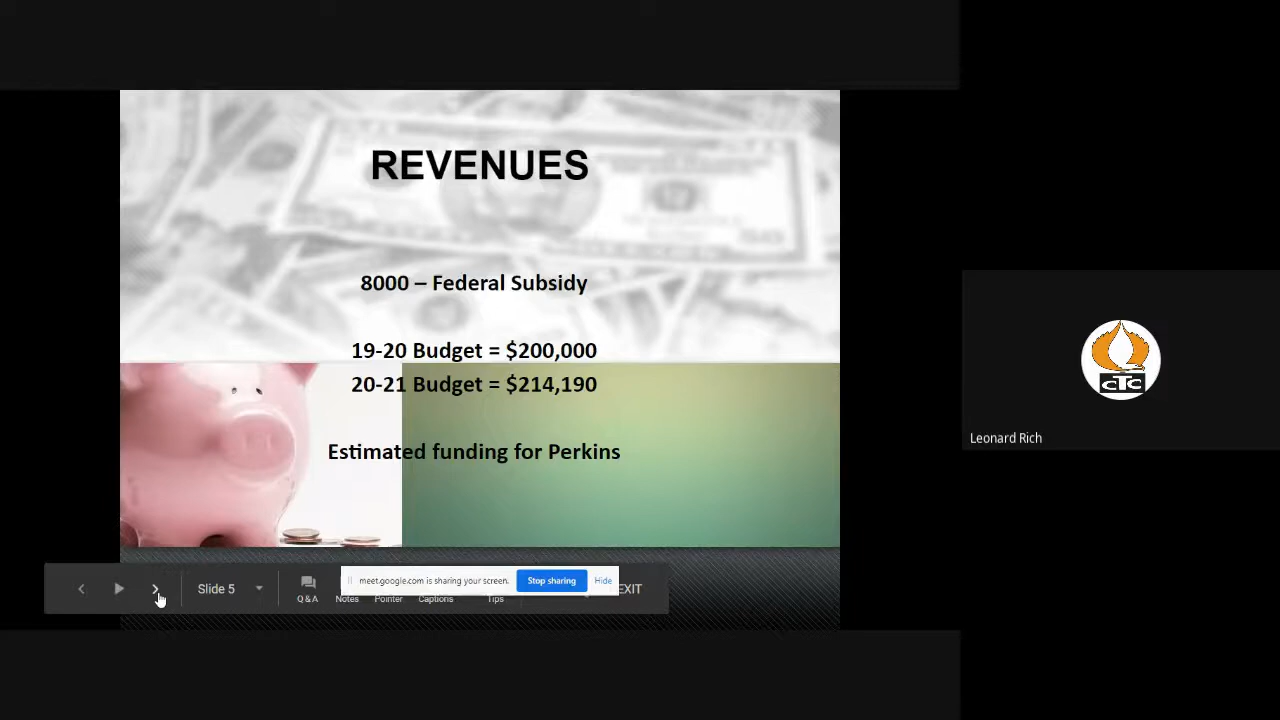 REVENUES
8000 – Federal Subsidy
19-20 Budget = $200,000
20-21 Budget = $214,190
Estimated funding for Perkins
CTC
Leonard Rich
Slide 5
meet.google.com is sharing your screen.
Stop sharing
Hide
EXIT
Q & A
Notes
Pointer
Captions
Tips